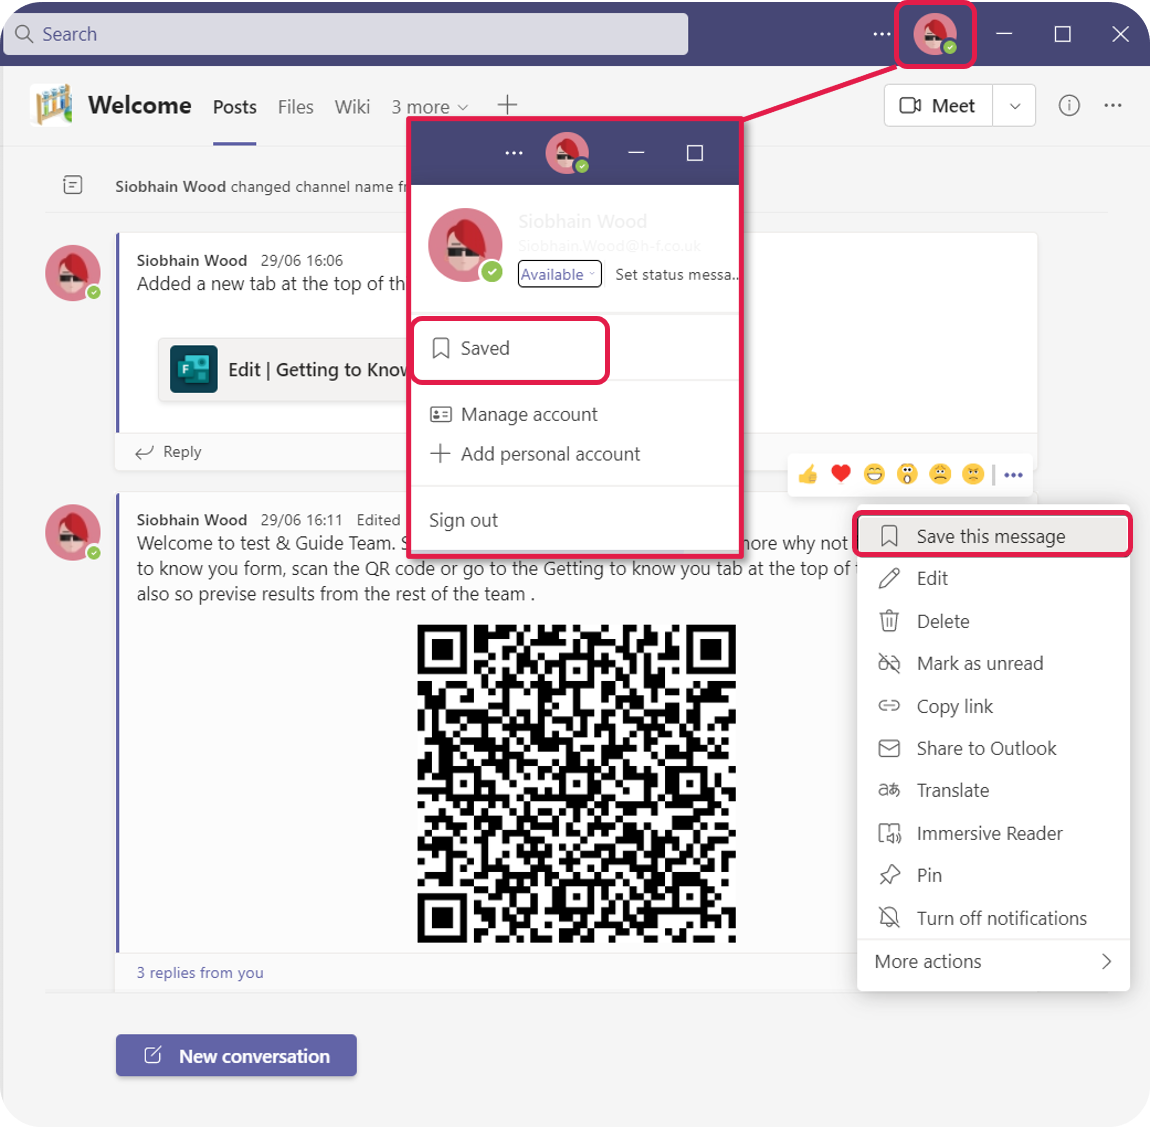 Search
Welcome
Posts
Files
Wiki
3 more
Meet
Siobhain Wood changed channel name fr
Siobhain Wood
Siobhain.Wood@h-f.co.uk
Available
Set status messa...
Saved
Manage account
Add personal account
Sign out
Siobhain Wood 29/06 16:06
Added a new tab at the top of th
Edit | Getting to Know
Reply
Siobhain Wood 29/06 16:11 Edited
Welcome to test & Guide Team. S
more why not
to know you form, scan the QR code or go to the Getting to know you tab at the top of
also so previse results from the rest of the team .
3 replies from you
New conversation
Save this message
Edit
Delete
Mark as unread
Copy link
Share to Outlook
Translate
Immersive Reader
Pin
Turn off notifications
More actions